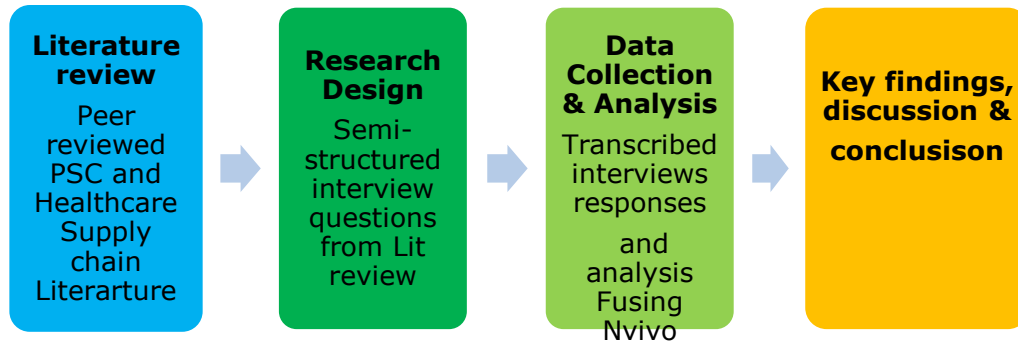 Literature
review
Peer
reviewed
PSC and
Healthcare
Supply
chain
Literarture
Research
Design
Semi-
structured
interview
questions
from Lit
review
Data
Collection
& Analysis
Transcribed
interviews
responses
and
analysis
Fusing
Nvivo
Key findings,
discussion &
conclusison